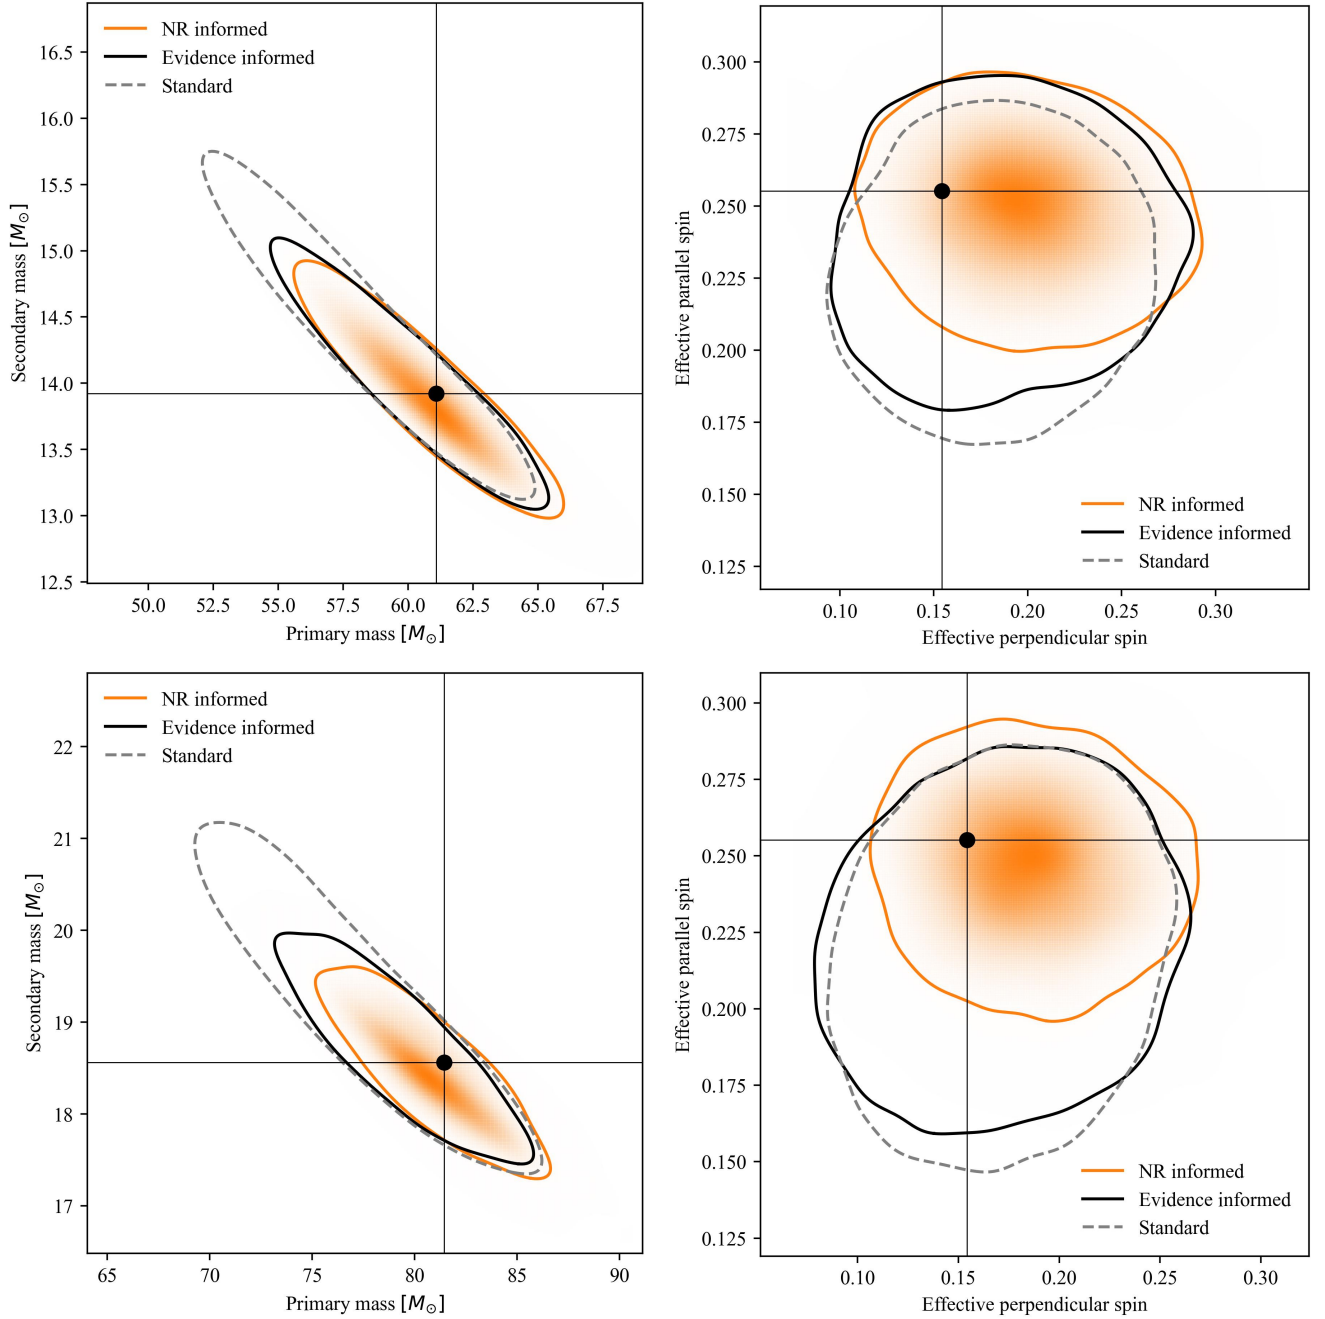 NR informed
Evidence informed
Standard
16.5
16.0
15.5
15.0
14.5
14.0
13.5
13.0
12.5
Secondary mass [M⊙]
50.0 52.5 55.0 57.5 60.0 62.5 65.0 67.5
Primary mass [M⊙]
0.300
0.275
0.250
0.225
0.200
0.175
0.150
0.125
Effective parallel spin
NR informed
Evidence informed
Standard
0.10 0.15 0.20 0.25 0.30
Effective perpendicular spin
NR informed
Evidence informed
Standard
22
21
20
19
18
17
Secondary mass [M⊙]
65 70 75 80 85 90
Primary mass [M⊙]
0.300
0.275
0.250
0.225
0.200
0.175
0.150
0.125
Effective parallel spin
NR informed
Evidence informed
Standard
0.10 0.15 0.20 0.25 0.30
Effective perpendicular spin